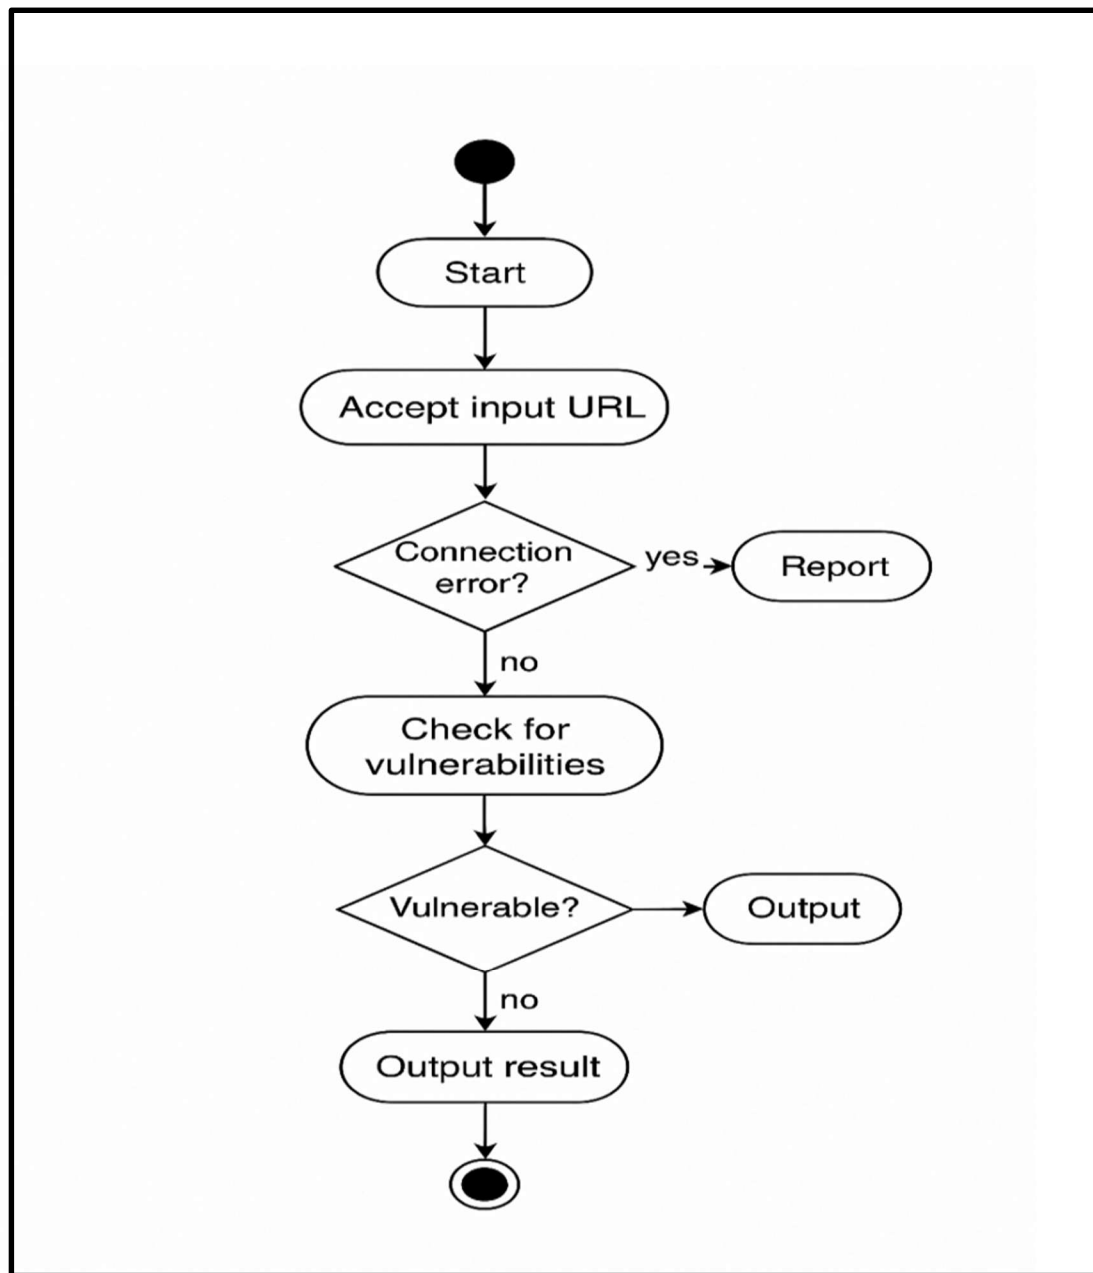 Start
Accept input URL
Connection
error?
yes
Report
no
Check for
vulnerabilities
Vulnerable?
Output
no
Output result